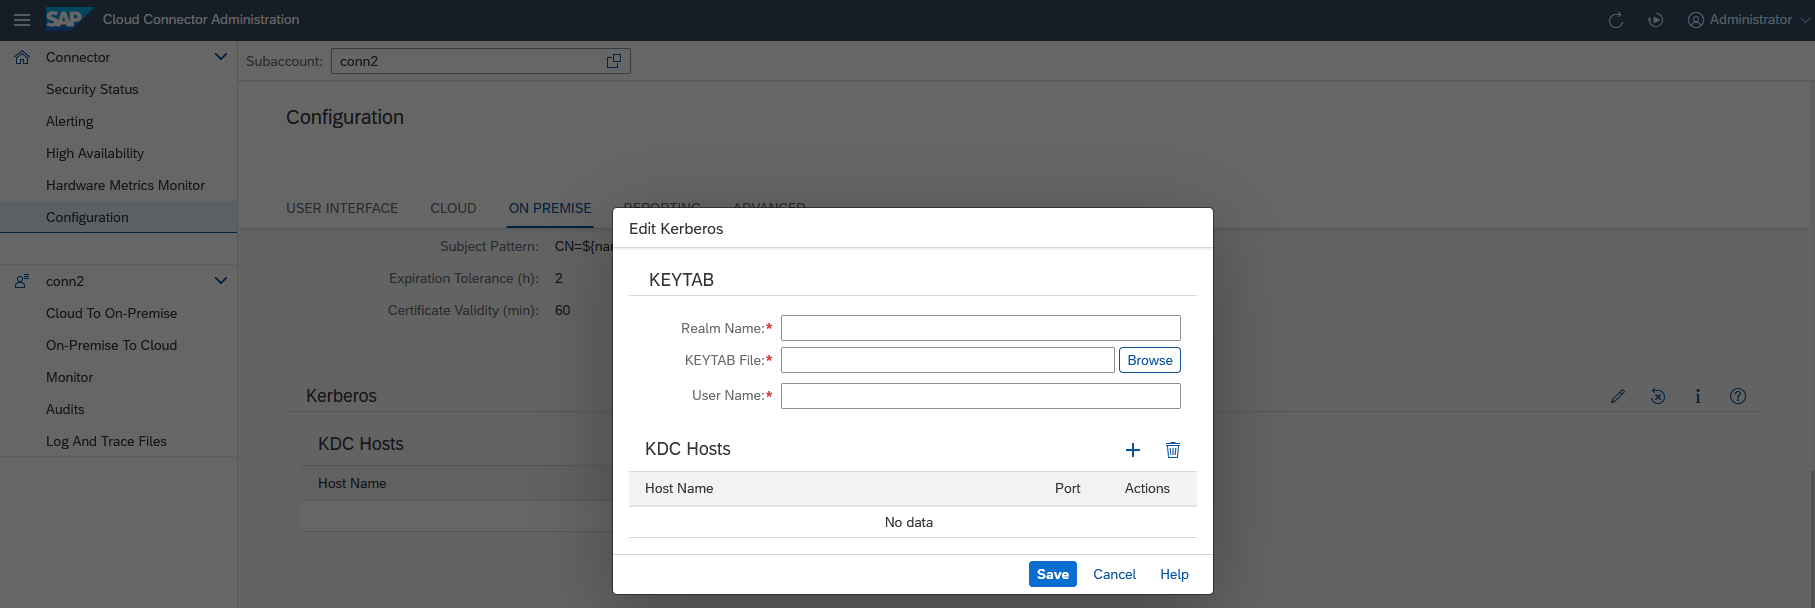 SAP Cloud Connector Administration
Administrator
Connector
Security Status
Alerting
High Availability
Hardware Metrics Monitor
Configuration
conn2
Cloud To On-Premise
On-Premise To Cloud
Monitor
Audits
Log And Trace Files
Subaccount: conn2
Configuration
USER INTERFACE CLOUD ON PREMISE REPORTING ADVANCED
Subject Pattern: CN=${na
Expiration Tolerance (h): 2
Certificate Validity (min): 60
Kerberos
KDC Hosts
Host Name
Edit Kerberos
KEYTAB
Realm Name:*
KEYTAB File:* Browse
User Name:*
KDC Hosts
Host Name Port Actions
No data
Save Cancel Help